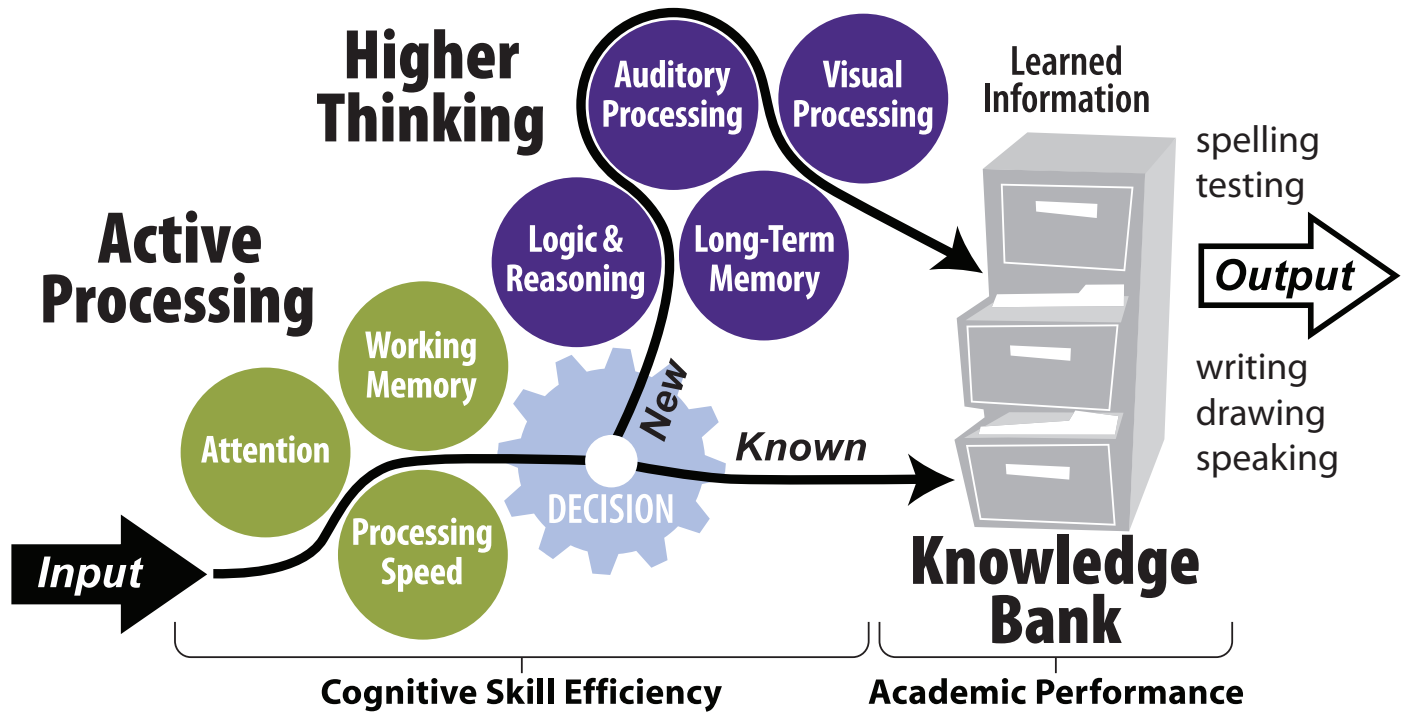 Higher
Thinking
Auditory
Processing
Visual
Processing
Learned
Information
spelling
testing
Active
Processing
Logic &
Reasoning
Long-Term
Memory
Output
Working
Memory
New
writing
drawing
speaking
Attention
Known
DECISION
Processing
Speed
Input
Knowledge
Bank
Cognitive Skill Efficiency
Academic Performance